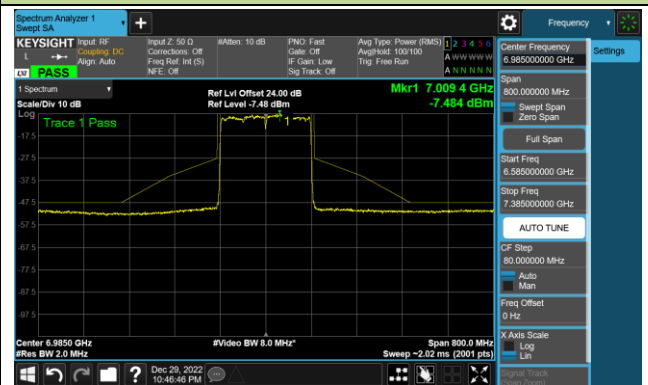 Spectrum Analyzer 1
Swept SA
Frequency
KEYSIGHT
Input: RF
Coupling: DC
Align: Auto
Input Z: 50 Ω
Corrections: Off
Freq Ref: Int (S)
NFE: Off
#Atten: 10 dB
PNO: Fast
Gate: Off
IF Gain: Low
Sig Track: Off
Avg Type: Power (RMS)
Avg|Hold: 100/100
Trig: Free Run
1 2 3 4 5 6
A W W W W W
A N N N N N
L
LXI
PASS
1 Spectrum
Scale/Div 10 dB
Log
Ref Lvl Offset 24.00 dB
Ref Level -7.48 dBm
Mkr1 7.009 4 GHz
-7.484 dBm
Trace 1 Pass
1
-17.5
-27.5
-37.5
-47.5
-57.5
-67.5
-77.5
-87.5
-97.5
Center 6.9850 GHz
#Res BW 2.0 MHz
#Video BW 8.0 MHz*
Span 800.0 MHz
Sweep ~2.02 ms (2001 pts)
Dec 29, 2022
10:46:46 PM
Center Frequency
6.985000000 GHz
Settings
Span
800.000000 MHz
Swept Span
Zero Span
Full Span
Start Freq
6.585000000 GHz
Stop Freq
7.385000000 GHz
AUTO TUNE
CF Step
80.000000 MHz
Auto
Man
Freq Offset
0 Hz
X Axis Scale
Log
Lin
Signal Track
(Span Zoom)